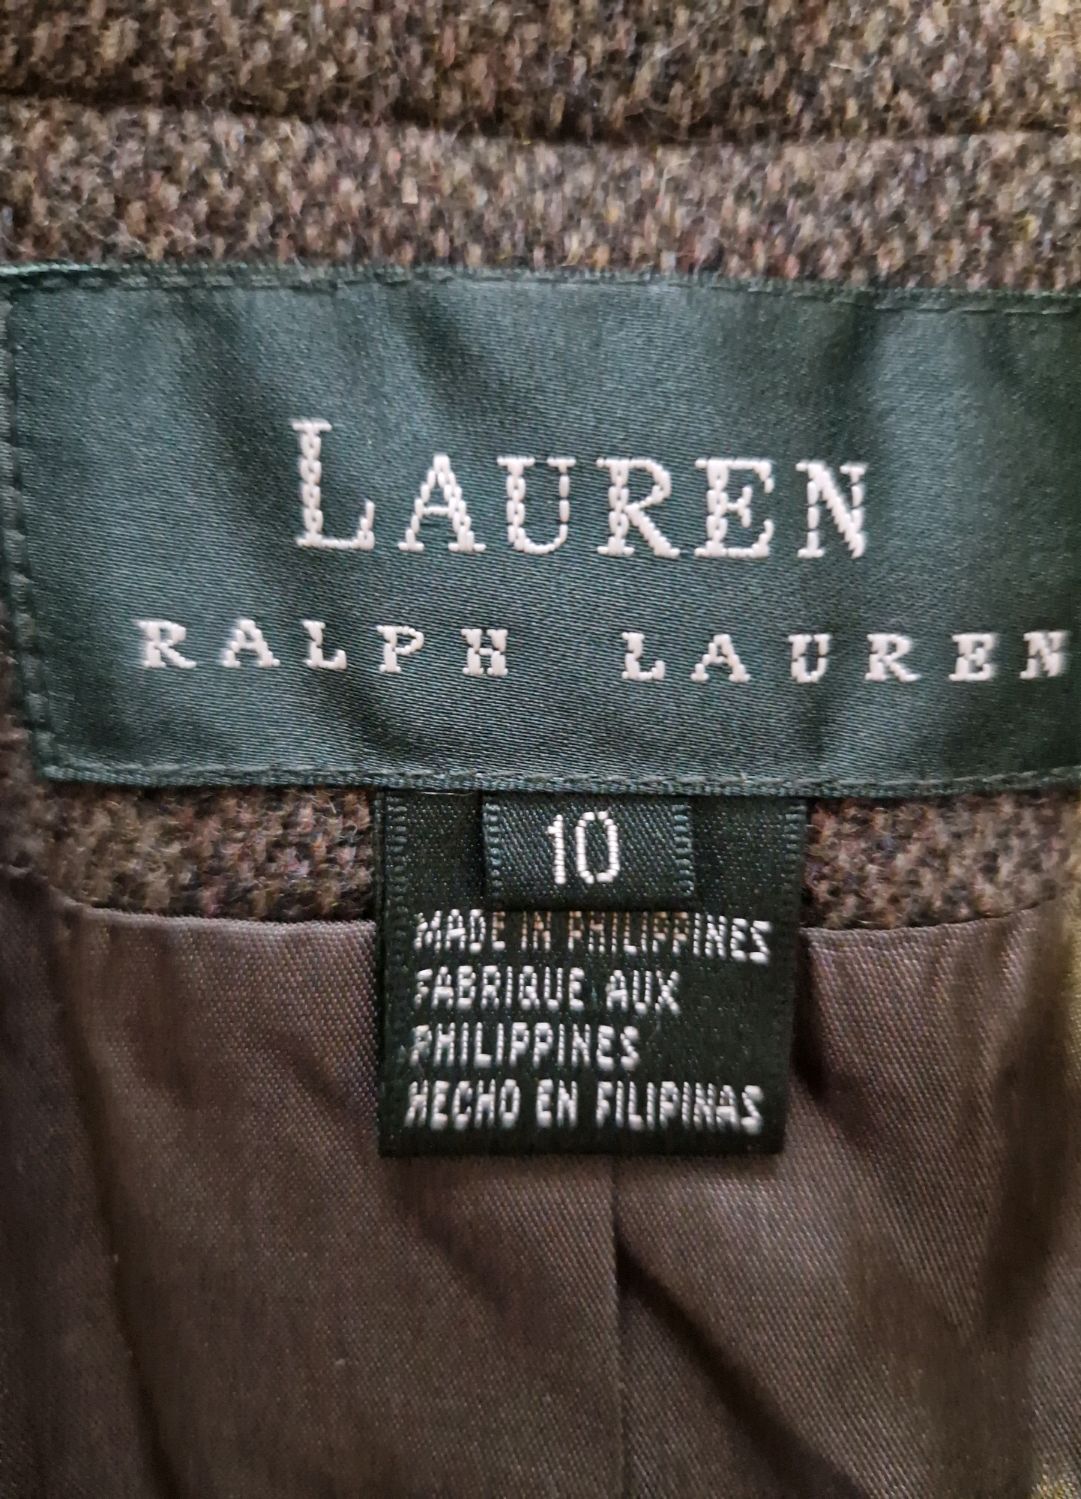 LAUREN
RALPH LAUREN
10
MADE IN PHILIPPINES
FABRIQUE AUX
PHILIPPINES
HECHO EN FILIPINAS